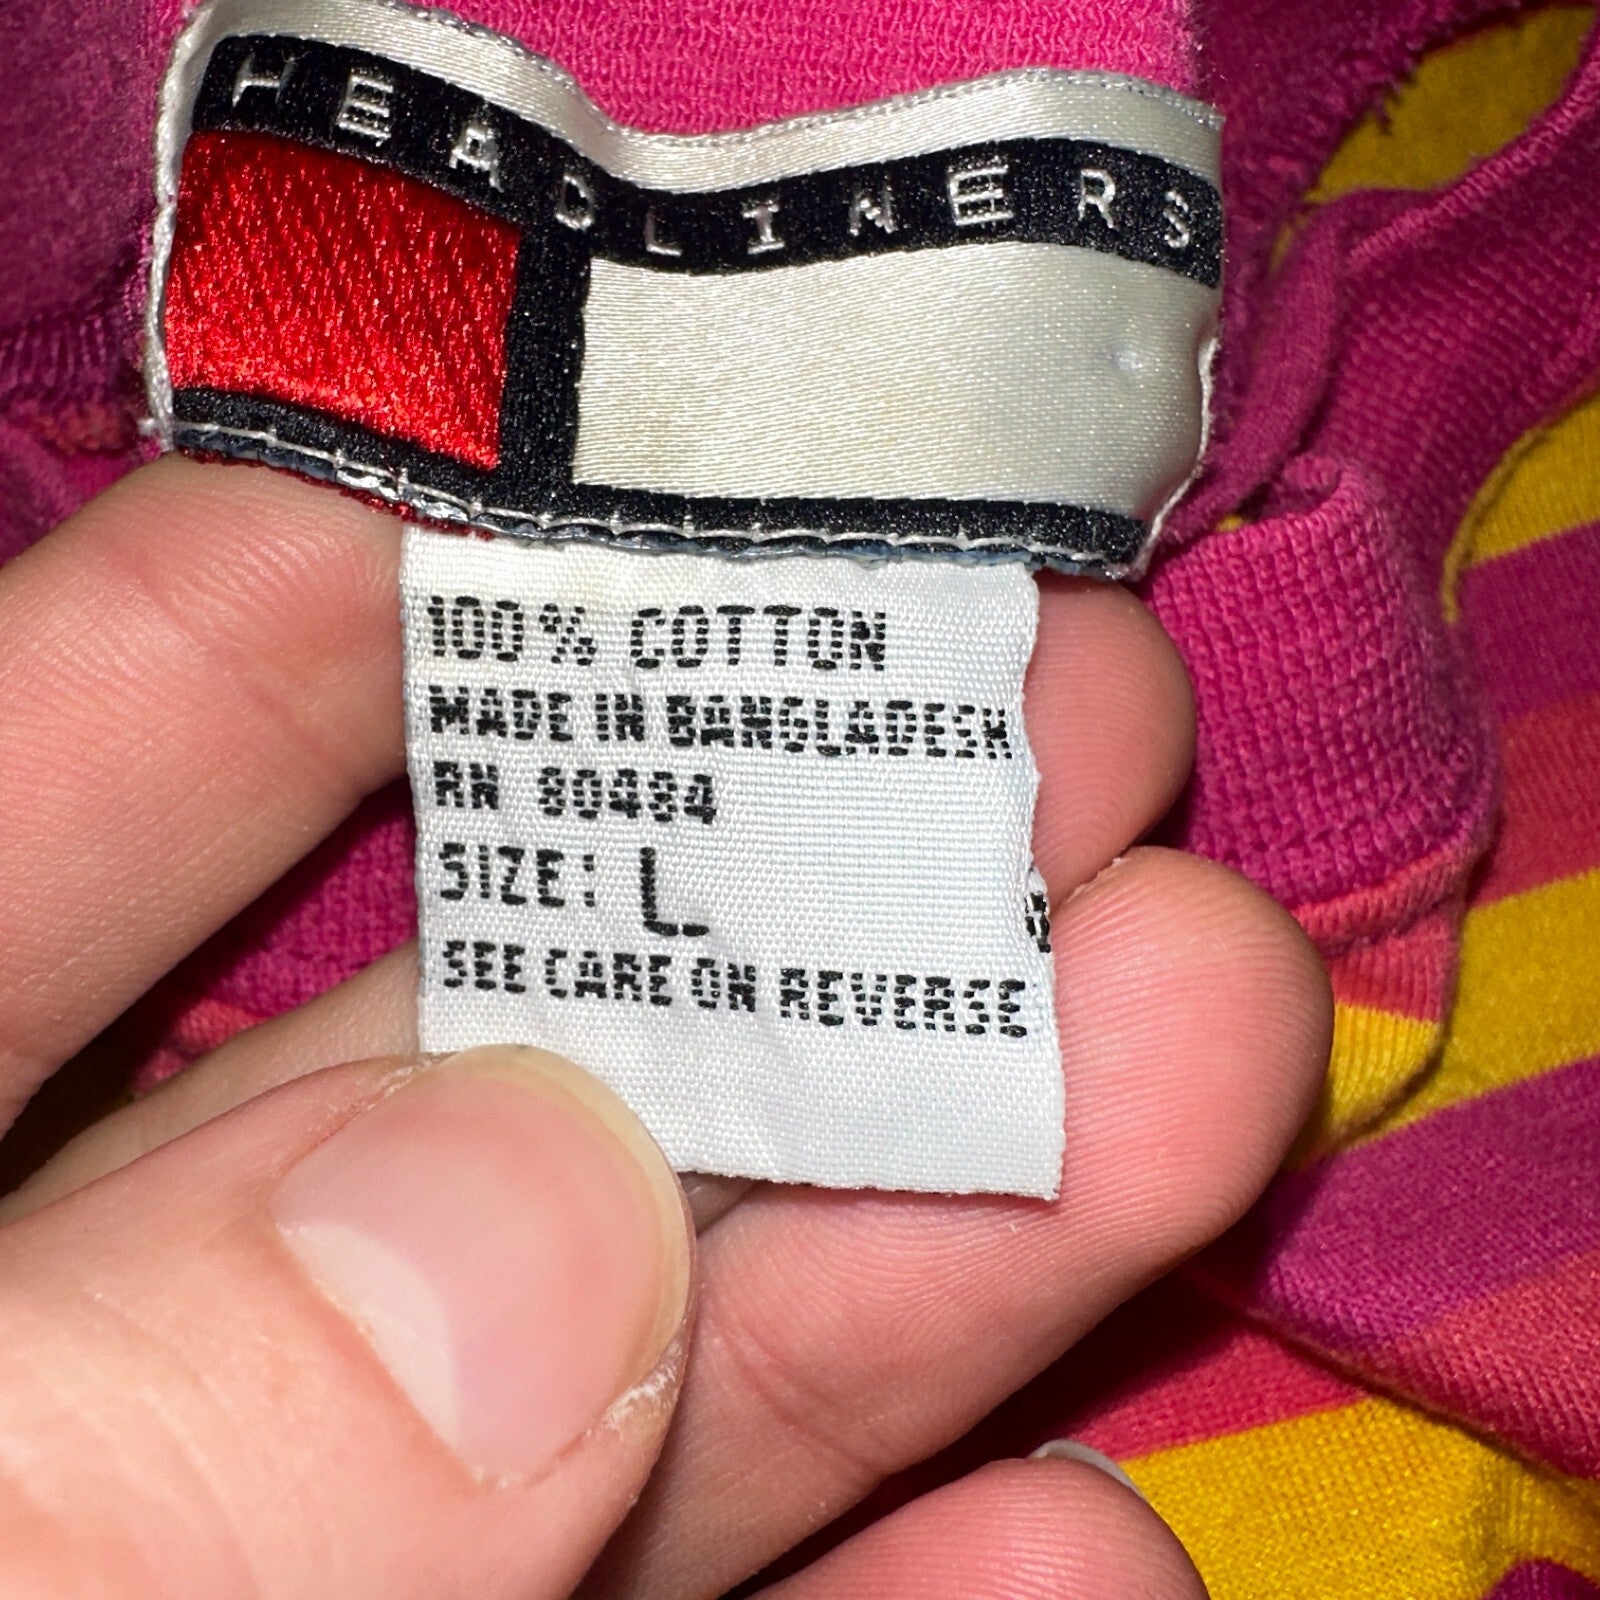 HEADLINERS
100% COTTON
MADE IN BANGLADESH
RN 80484
SIZE: L
SEE CARE ON REVERSE